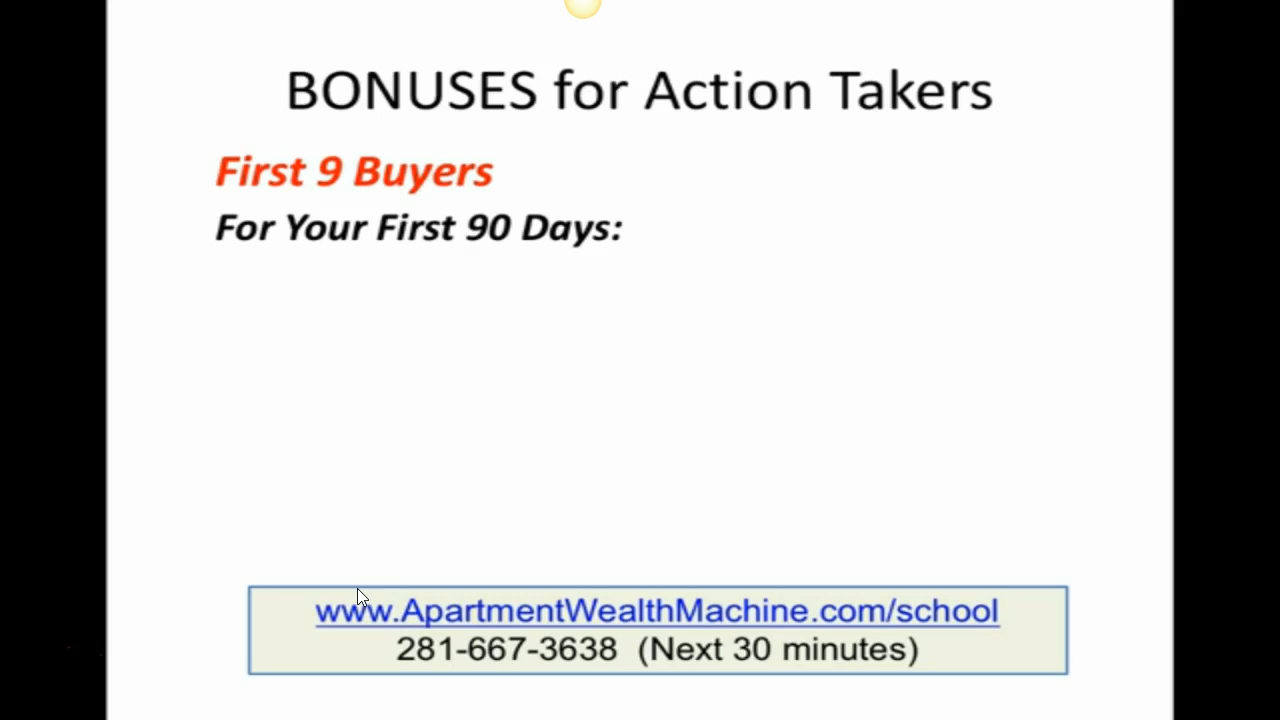 BONUSES for Action Takers
First 9 Buyers
For Your First 90 Days:
www.ApartmentWealthMachine.com/school
281-667-3638 (Next 30 minutes)